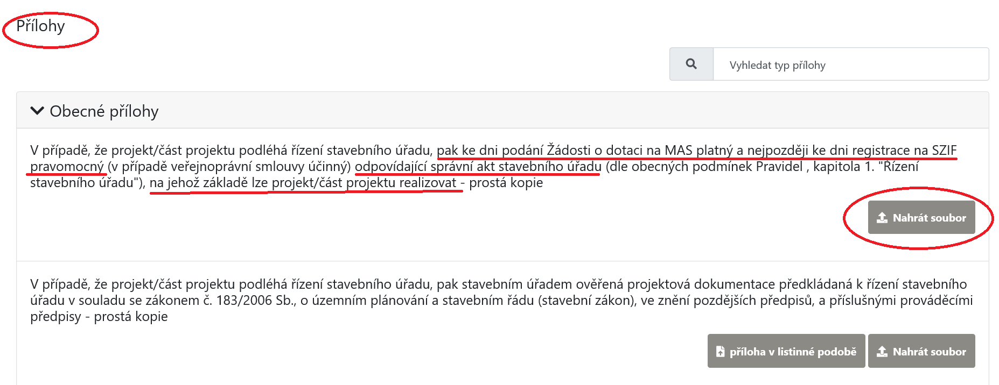 Přílohy
Vyhledat typ přílohy
Obecné přílohy
V případě, že projekt/část projektu podléhá řízení stavebního úřadu, pak ke dni podání Žádosti o dotaci na MAS platný a nejpozději ke dni registrace na SZIF
pravomocný (v případě veřejnoprávní smlouvy účinný) odpovídající správní akt stavebního úřadu (dle obecných podmínek Pravidel , kapitola 1. "Řízení
stavebního úřadu"), na jehož základě lze projekt/část projektu realizovat - prostá kopie
Nahrát soubor
V případě, že projekt/část projektu podléhá řízení stavebního úřadu, pak stavebním úřadem ověřená projektová dokumentace předkládaná k řízení stavebního
úřadu v souladu se zákonem č. 183/2006 Sb., o územním plánování a stavebním řádu (stavební zákon), ve znění pozdějších předpisů, a příslušnými prováděcími
předpisy - prostá kopie
příloha v listinné podobě Nahrát soubor